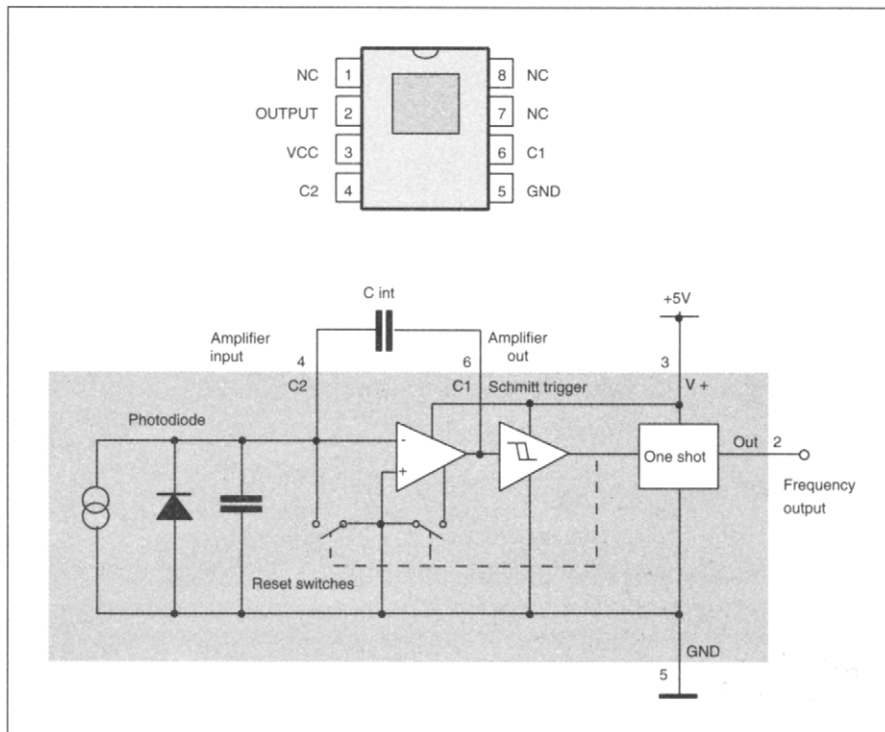 NC 1 8 NC
OUTPUT 2 7 NC
VCC 3 6 C1
C2 4 5 GND
C int
+5V
Amplifier
input
Amplifier
out
4
6
3
C2
C1
Schmitt trigger
V +
Photodiode
-
+
One shot
Out 2
Frequency
output
Reset switches
GND
5